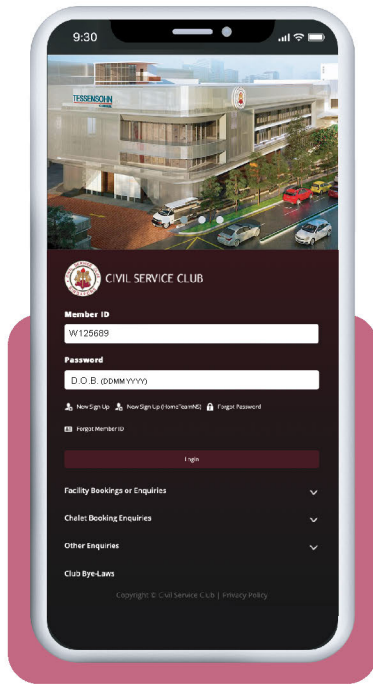 9:30
TESSENSOHN
CIVIL SERVICE CLUB
Member ID
W125689
Password
D.O.B. (DDMMYYYY)
New Sign Up New Sign Up (HomeTeamNS) Forgot Password
Forgot Member ID
Login
Facility Bookings or Enquiries
Chalet Booking Enquiries
Other Enquiries
Club Bye-Laws
Copyright © Civil Service Club | Privacy Policy